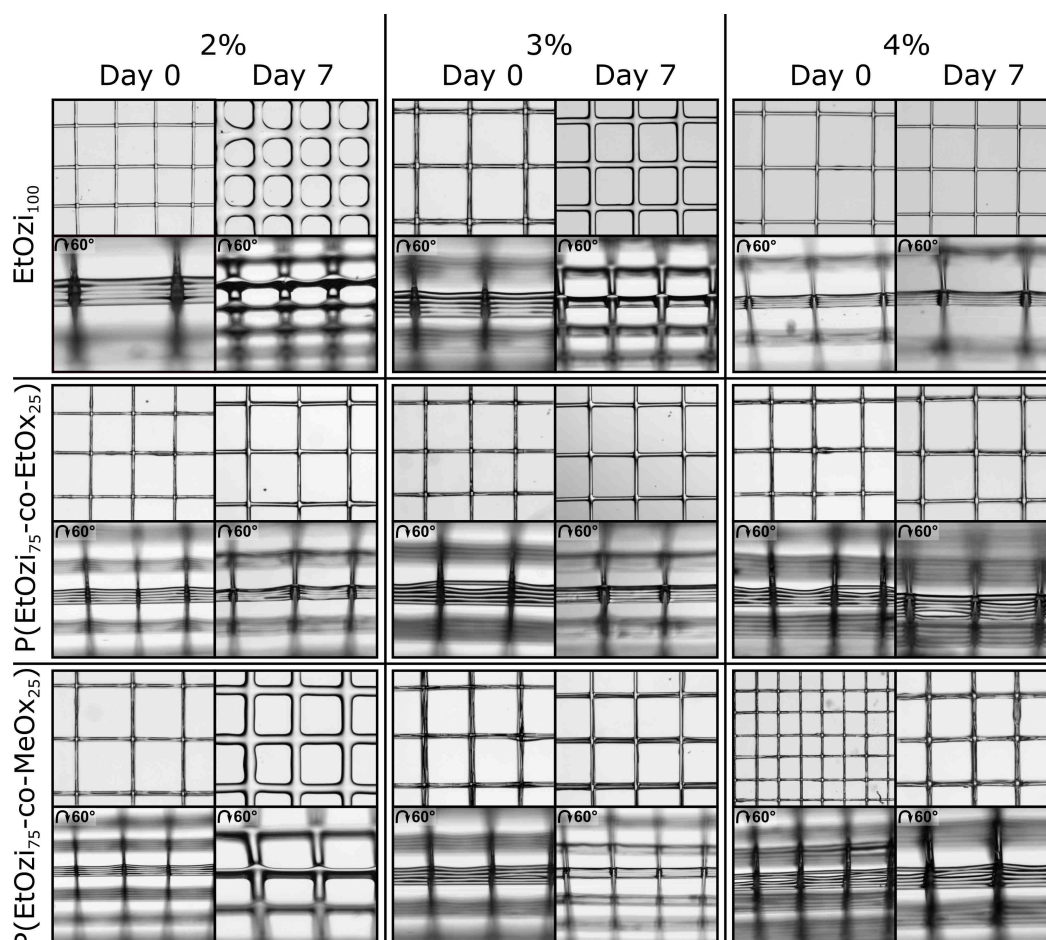 2% 3% 4%
Day 0 Day 7 Day 0 Day 7 Day 0 Day 7
EtOzi₁₀₀
60° 60° 60° 60° 60° 60°
P(EtOzi₇₅-co-EtOx₂₅)
60° 60° 60° 60° 60° 60°
P(EtOzi₇₅-co-MeOx₂₅)
60° 60° 60° 60° 60° 60°